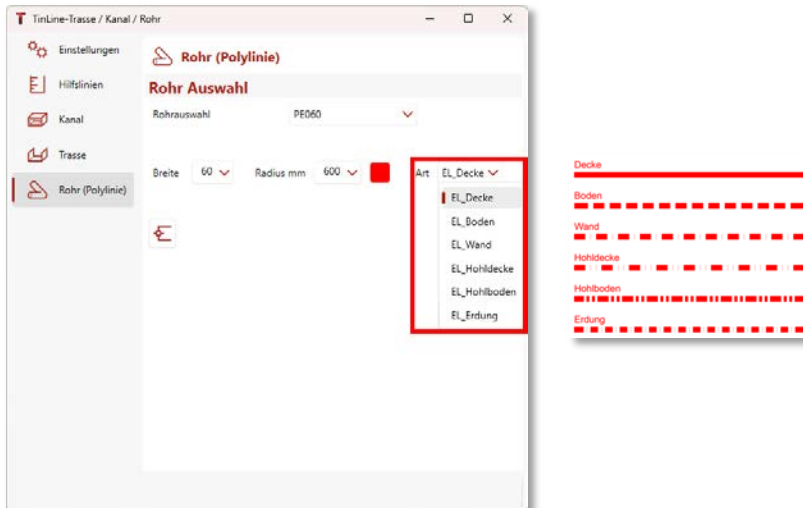 TinLine-Trasse / Kanal / Rohr
Einstellungen
Hilfslinien
Kanal
Trasse
Rohr (Polylinie)
Rohr (Polylinie)
Rohr Auswahl
Rohrauswahl PE060
Breite 60 Radius mm 600 Art EL_Decke
EL_Decke
EL_Boden
EL_Wand
EL_Hohldecke
EL_Hohlboden
EL_Erdung
Decke
Boden
Wand
Hohldecke
Hohlboden
Erdung